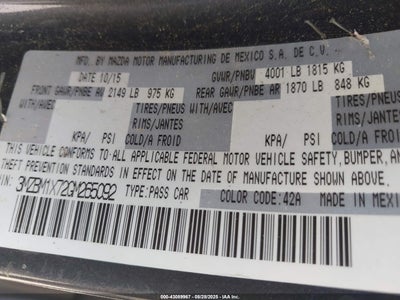 MFD. BY MAZDA MOTOR MANUFACTURING DE MEXICO S.A. DE C.V.
DATE 10/15 GVWR/PNBV 4001 LB 1815 KG
FRONT GAWR/PNBE AV 2149 LB 975 KG REAR GAWR/PNBE AR 1870 LB 848 KG
WITH/AVEC TIRES/PNEUS WITH/AVEC TIRES/PNEUS
RIMS/JANTES RIMS/JANTES
KPA/ PSI COLD/A FROID KPA/ PSI COLD/A FROID
THIS VEHICLE CONFORMS TO ALL APPLICABLE FEDERAL MOTOR VEHICLE SAFETY, BUMPER, AN
THEFT PREVENTION STANDARDS IN EFFECT ON THE DATE OF MANUFACTURE SHOWN ABOVE.
3MZBM1X72GM265092 TYPE: PASS CAR COLOR CODE: 42A MADE IN MEXI
000-43089967 - 09/29/2025 - IAAI